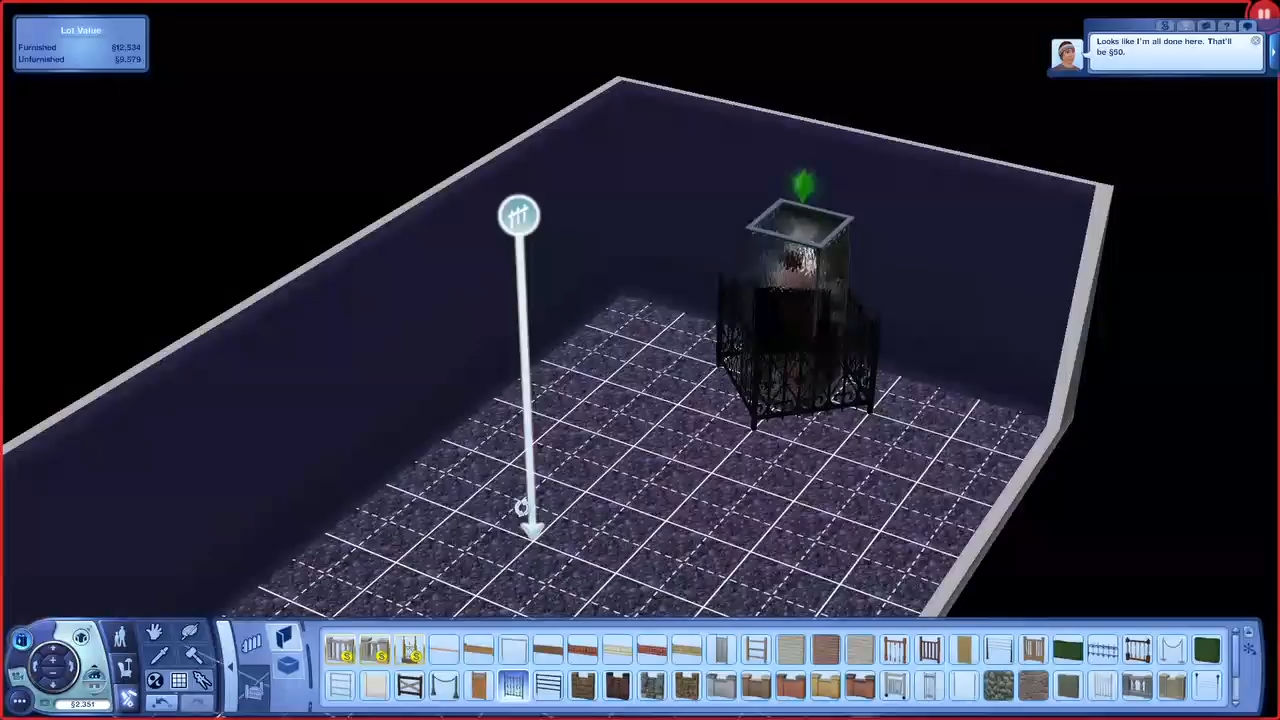 Lot Value
Furnished §12,534
Unfurnished §9,579
Looks like I'm all done here. That'll
be §50.
§2,351